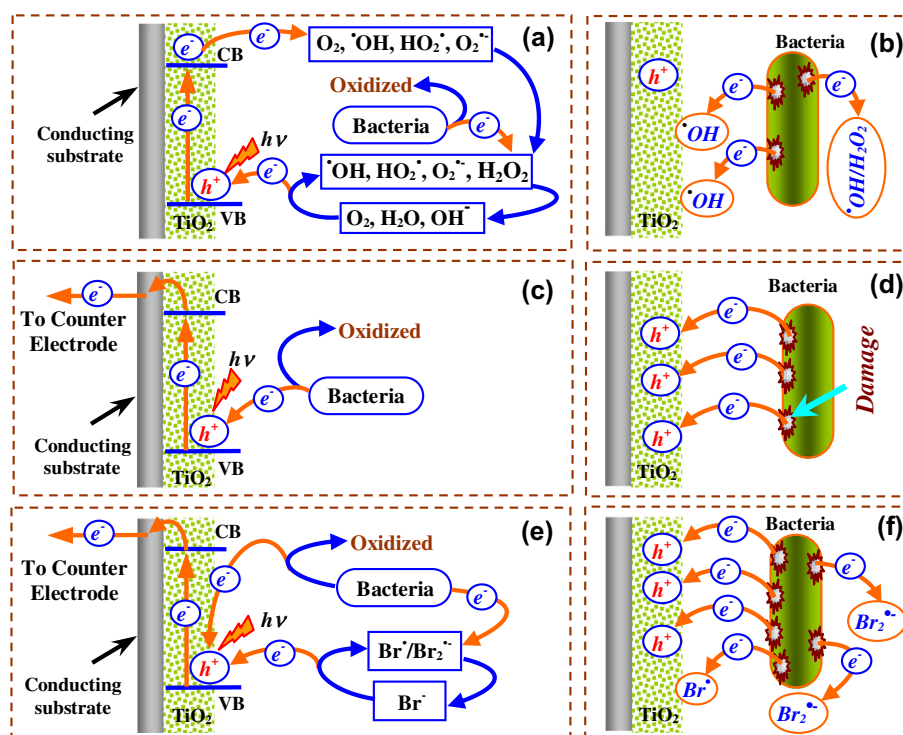 (a)
e⁻
e⁻
CB
O₂, •OH, HO₂•, O₂•⁻
Oxidized
Bacteria
e⁻
e⁻
Conducting
substrate
hν
h⁺
e⁻
•OH, HO₂•, O₂•⁻, H₂O₂
TiO₂
VB
O₂, H₂O, OH⁻
(b)
Bacteria
h⁺
e⁻
e⁻
•OH
e⁻
•OH
•OH/H₂O₂
TiO₂
(c)
e⁻
CB
To Counter
Electrode
Oxidized
hν
e⁻
e⁻
Bacteria
Conducting
substrate
h⁺
TiO₂
VB
(d)
Bacteria
e⁻
h⁺
e⁻
h⁺
e⁻
h⁺
Damage
TiO₂
(e)
e⁻
CB
Oxidized
To Counter
Electrode
e⁻
Bacteria
e⁻
e⁻
hν
h⁺
e⁻
Br•/Br₂•⁻
Conducting
substrate
Br⁻
TiO₂
VB
(f)
Bacteria
e⁻
h⁺
e⁻
e⁻
h⁺
e⁻
Br₂•⁻
h⁺
e⁻
e⁻
Br•
Br₂•⁻
TiO₂